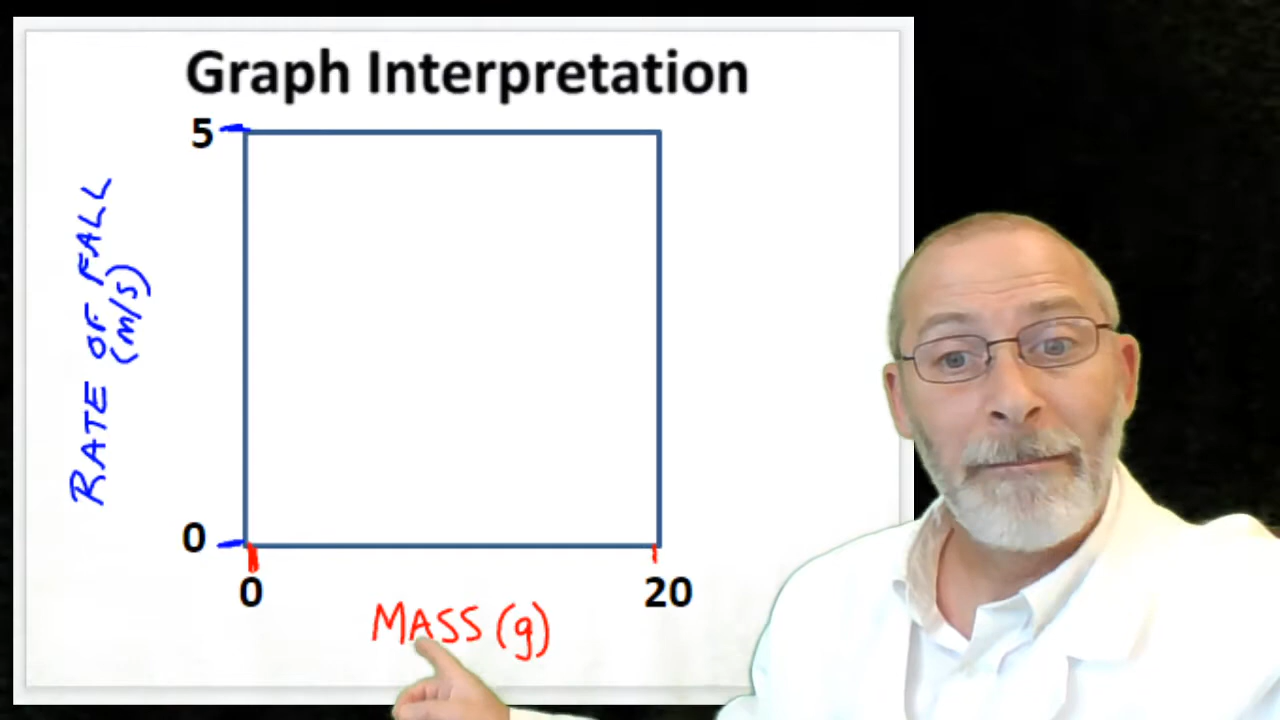 Graph Interpretation
5
RATE OF FALL
(m/s)
0
0
20
MASS (g)